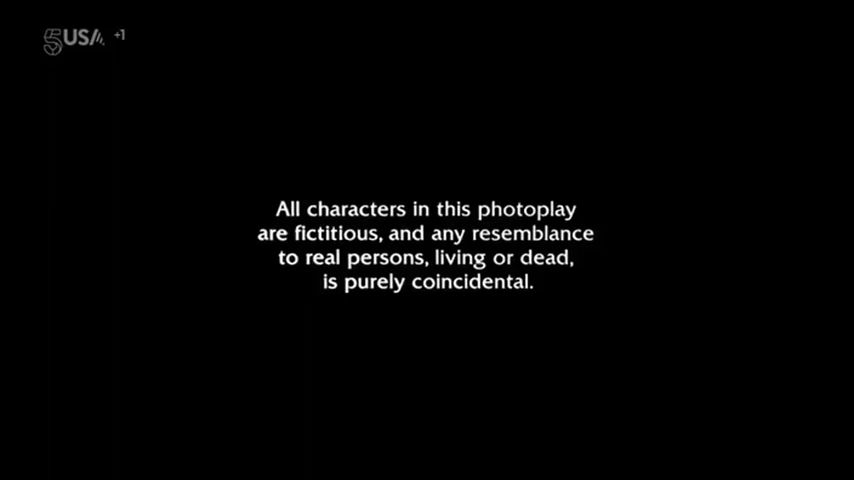 5USA +1
All characters in this photoplay
are fictitious, and any resemblance
to real persons, living or dead,
is purely coincidental.